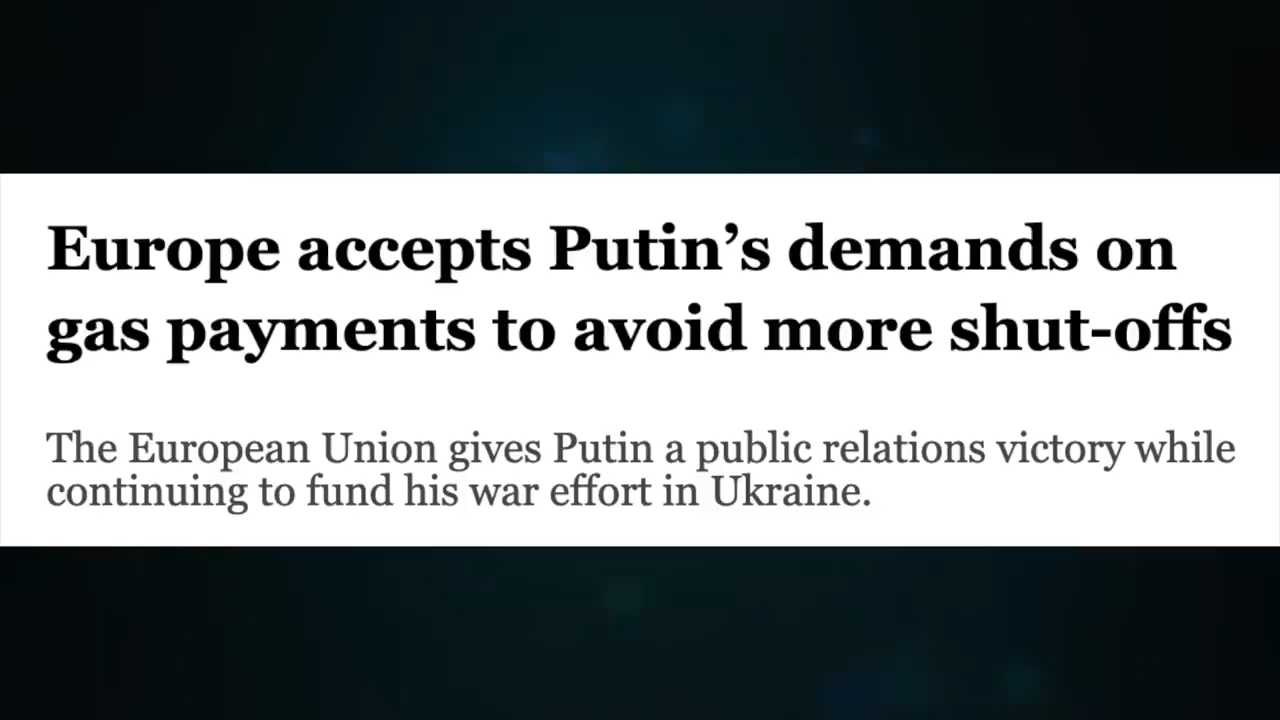 Europe accepts Putin’s demands on
gas payments to avoid more shut-offs
The European Union gives Putin a public relations victory while
continuing to fund his war effort in Ukraine.